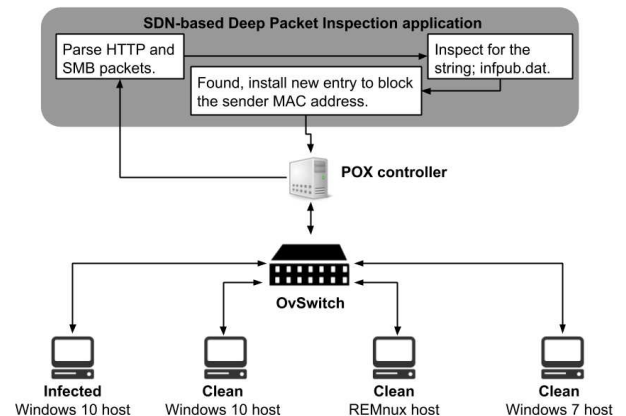 SDN-based Deep Packet Inspection application
Parse HTTP and
SMB packets.
Inspect for the
string; infpub.dat.
Found, install new entry to block
the sender MAC address.
POX controller
OvSwitch
Infected
Windows 10 host
Clean
Windows 10 host
Clean
REMnux host
Clean
Windows 7 host